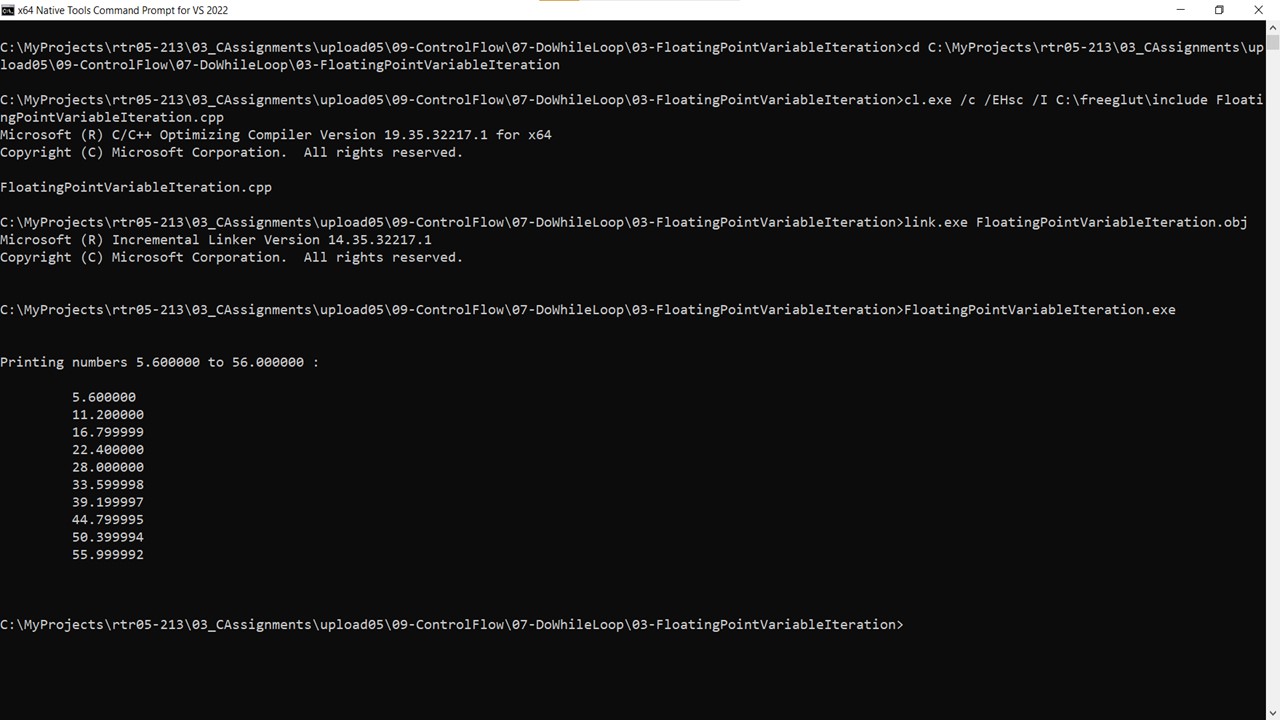 x64 Native Tools Command Prompt for VS 2022
C:\MyProjects\rtr05-213\03_CAssignments\upload05\09-ControlFlow\07-DoWhileLoop\03-FloatingPointVariableIteration>cd C:\MyProjects\rtr05-213\03_CAssignments\up
load05\09-ControlFlow\07-DoWhileLoop\03-FloatingPointVariableIteration
C:\MyProjects\rtr05-213\03_CAssignments\upload05\09-ControlFlow\07-DoWhileLoop\03-FloatingPointVariableIteration>cl.exe /c /EHsc /I C:\freeglut\include Floati
ngPointVariableIteration.cpp
Microsoft (R) C/C++ Optimizing Compiler Version 19.35.32217.1 for x64
Copyright (C) Microsoft Corporation.  All rights reserved.
FloatingPointVariableIteration.cpp
C:\MyProjects\rtr05-213\03_CAssignments\upload05\09-ControlFlow\07-DoWhileLoop\03-FloatingPointVariableIteration>link.exe FloatingPointVariableIteration.obj
Microsoft (R) Incremental Linker Version 14.35.32217.1
Copyright (C) Microsoft Corporation.  All rights reserved.
C:\MyProjects\rtr05-213\03_CAssignments\upload05\09-ControlFlow\07-DoWhileLoop\03-FloatingPointVariableIteration>FloatingPointVariableIteration.exe
Printing numbers 5.600000 to 56.000000 :
5.600000
11.200000
16.799999
22.400000
28.000000
33.599998
39.199997
44.799995
50.399994
55.999992
C:\MyProjects\rtr05-213\03_CAssignments\upload05\09-ControlFlow\07-DoWhileLoop\03-FloatingPointVariableIteration>